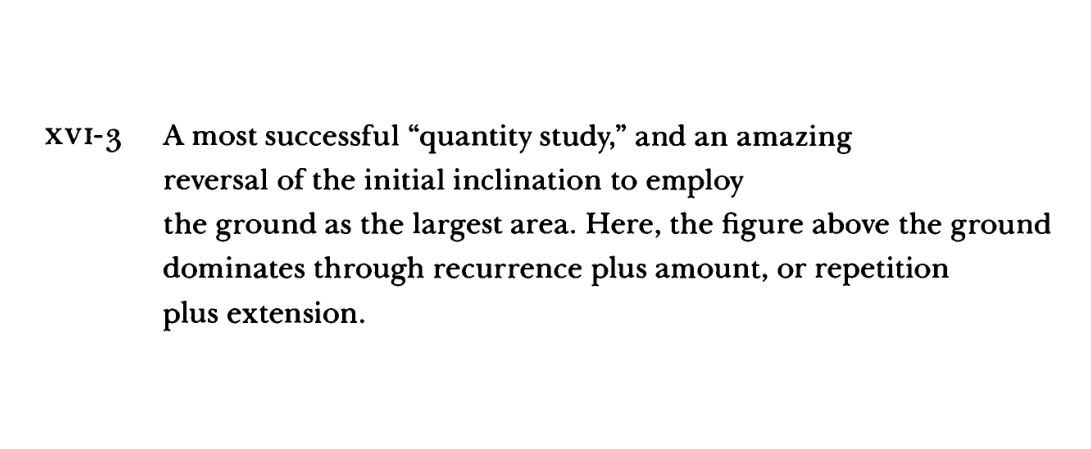 XVI-3 A most successful “quantity study,” and an amazing
reversal of the initial inclination to employ
the ground as the largest area. Here, the figure above the ground
dominates through recurrence plus amount, or repetition
plus extension.